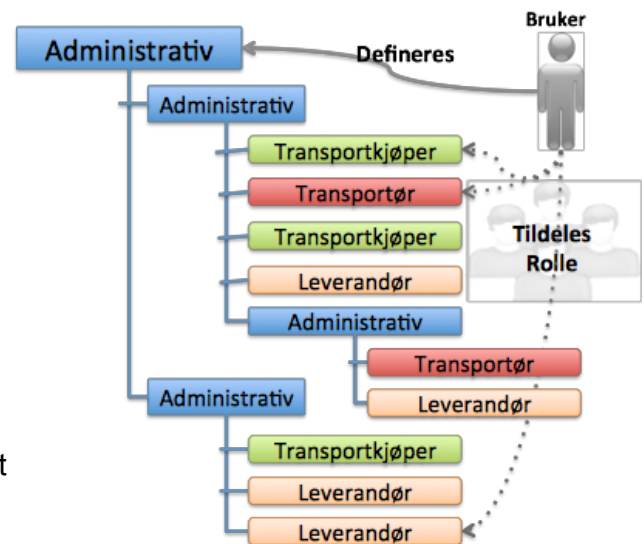 Bruker
Administrativ
Defineres
Administrativ
Transportkjøper
Transportør
Transportkjøper
Tildeles
Rolle
Leverandør
Administrativ
Transportør
Administrativ
Leverandør
Transportkjøper
t
Leverandør
Leverandør